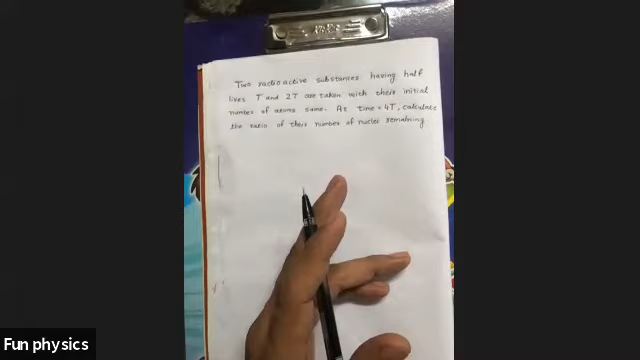 Two radioactive substances having half
lives T and 2T are taken with their initial
number of atoms same. At time = 4T, calculate
the ratio of their number of nuclei remaining
Fun physics